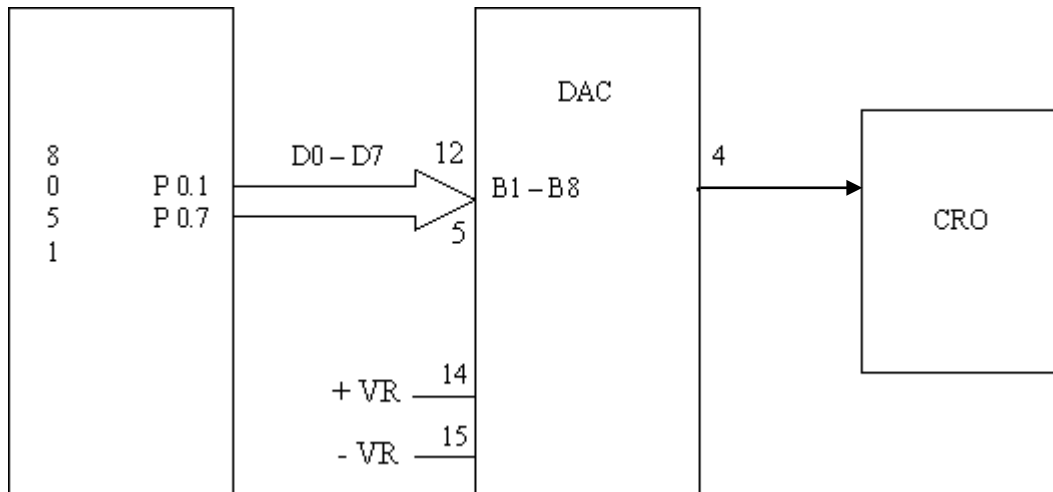 8
0
5
1
P 0.1
P 0.7
D0 – D7
12
5
DAC
B1 – B8
14
+ VR
15
- VR
4
CRO